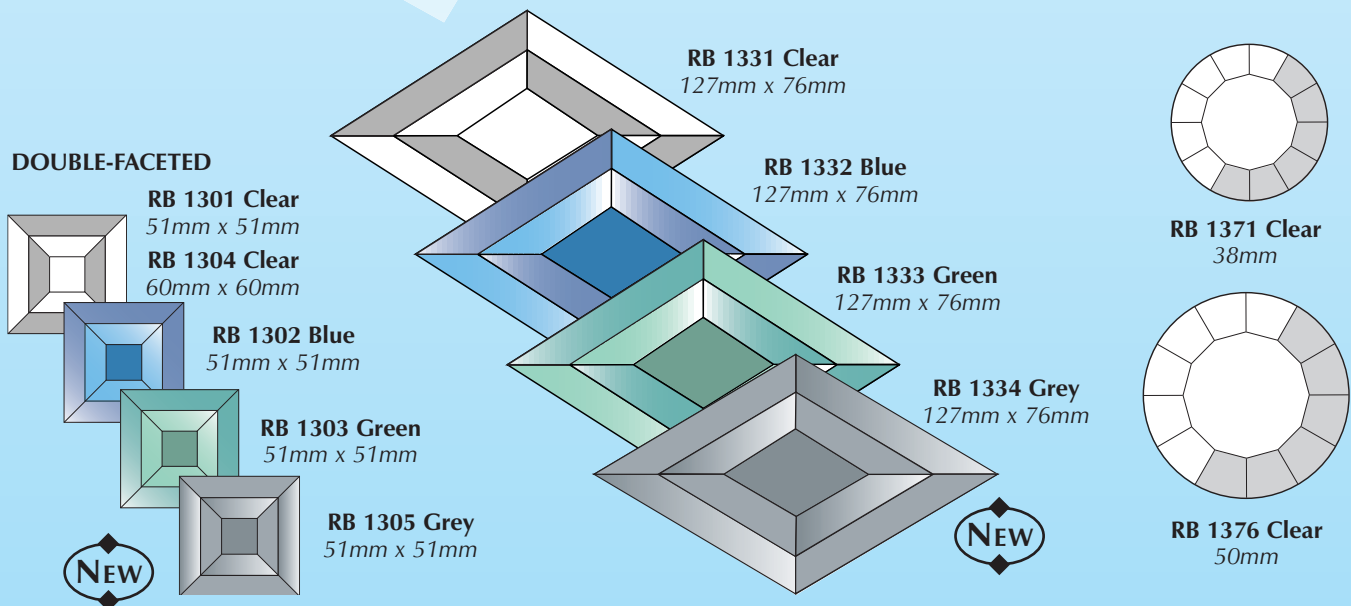 DOUBLE-FACETED
RB 1301 Clear
51mm x 51mm
RB 1304 Clear
60mm x 60mm
RB 1302 Blue
51mm x 51mm
RB 1303 Green
51mm x 51mm
RB 1305 Grey
51mm x 51mm
NEW
RB 1331 Clear
127mm x 76mm
RB 1332 Blue
127mm x 76mm
RB 1333 Green
127mm x 76mm
RB 1334 Grey
127mm x 76mm
NEW
RB 1371 Clear
38mm
RB 1376 Clear
50mm